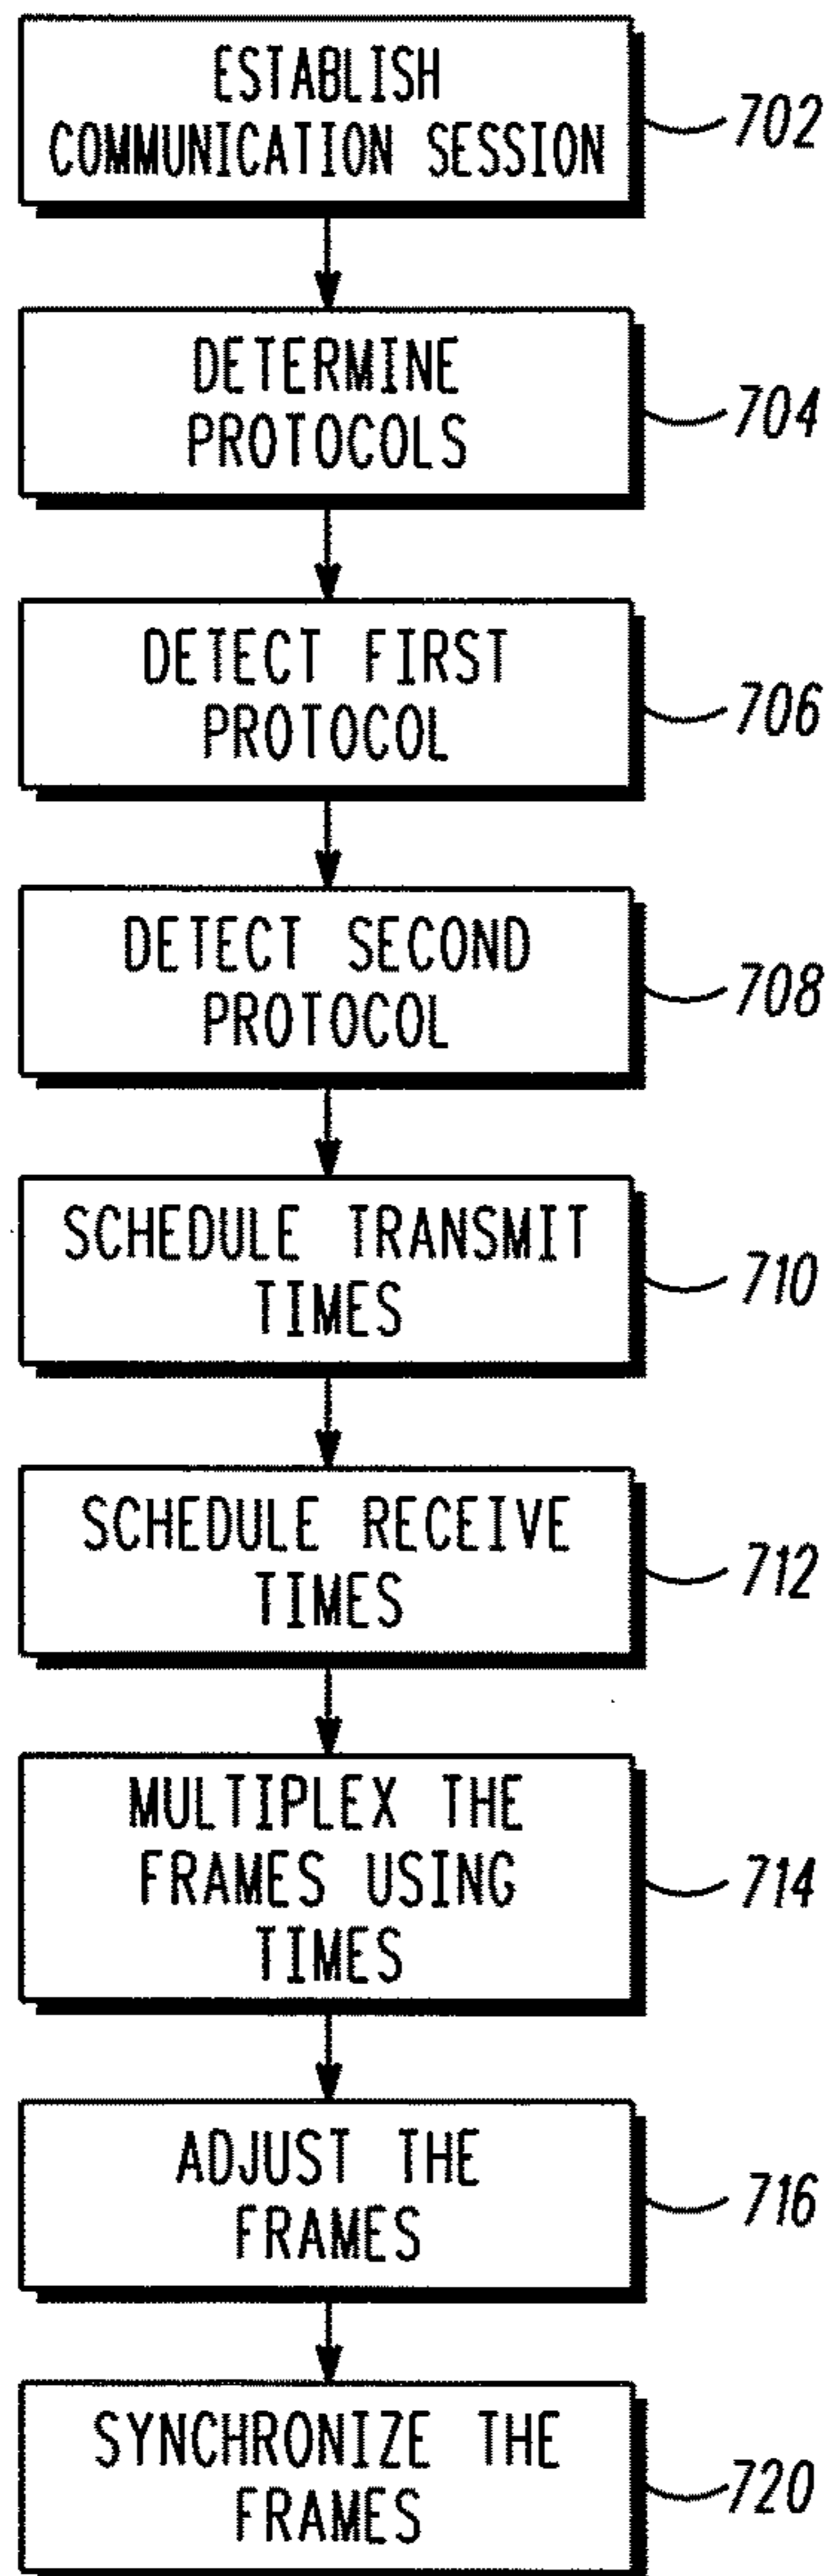 ESTABLISH
COMMUNICATION SESSION
702
DETERMINE
PROTOCOLS
704
DETECT FIRST
PROTOCOL
706
DETECT SECOND
PROTOCOL
708
SCHEDULE TRANSMIT
TIMES
710
SCHEDULE RECEIVE
TIMES
712
MULTIPLEX THE
FRAMES USING
TIMES
714
ADJUST THE
FRAMES
716
SYNCHRONIZE THE
FRAMES
720